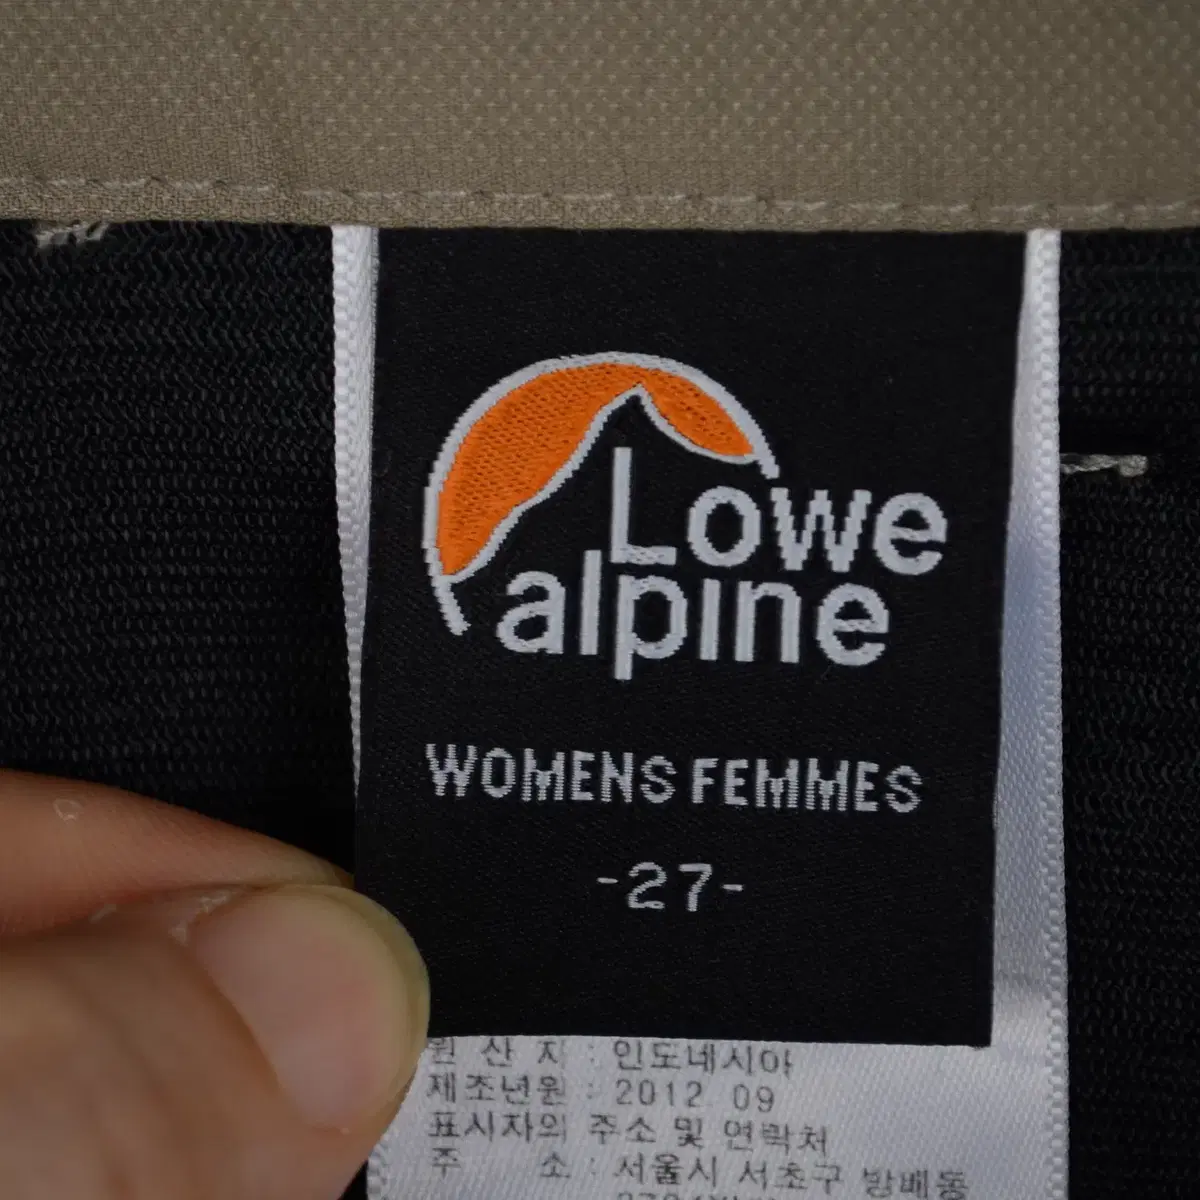 Lowe
alpine
WOMENS FEMMES
-27-
원 산 지 : 인도네시아
제조년원 : 2012 09
표시자의 주소 및 연락처
주 소 : 서울시 서초구 방배동